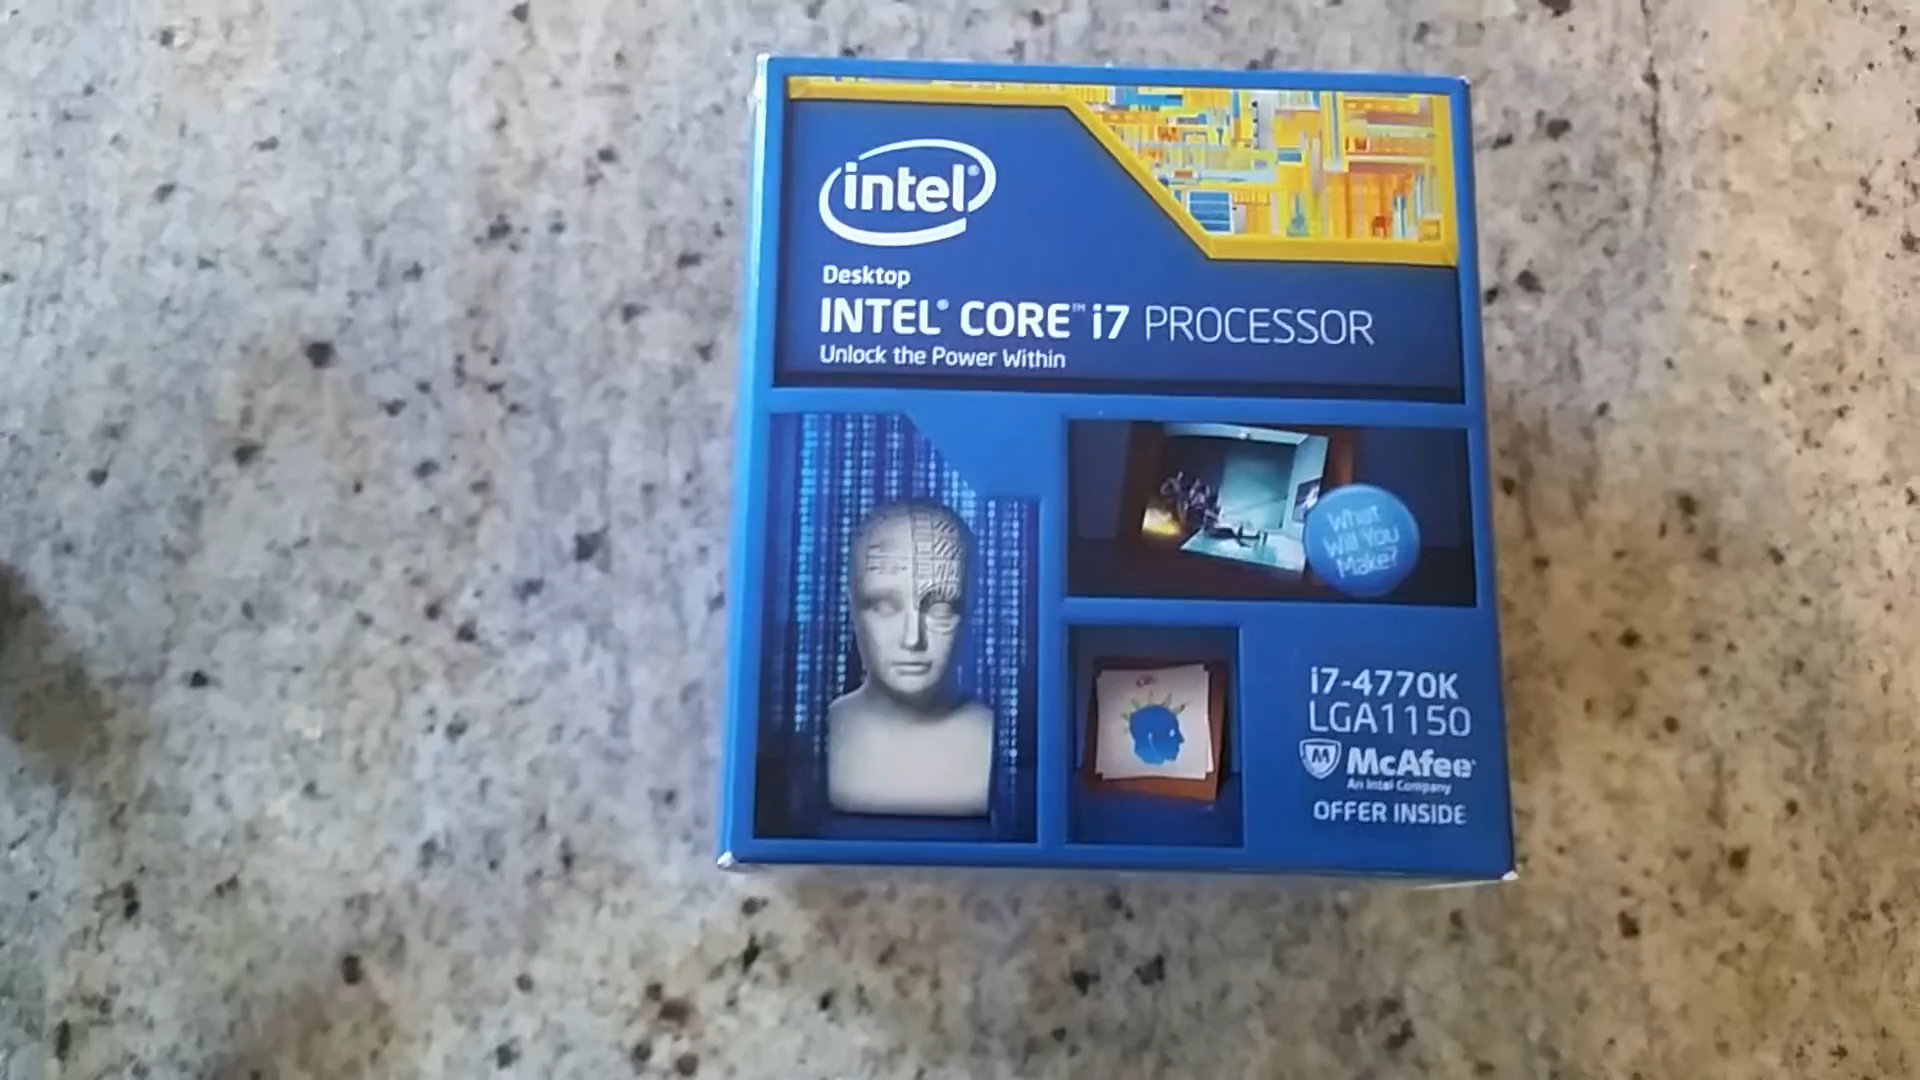 intel®
Desktop
INTEL® CORE™ i7 PROCESSOR
Unlock the Power Within
What
Will You
Make?
i7-4770K
LGA1150
M McAfee®
An Intel Company
OFFER INSIDE